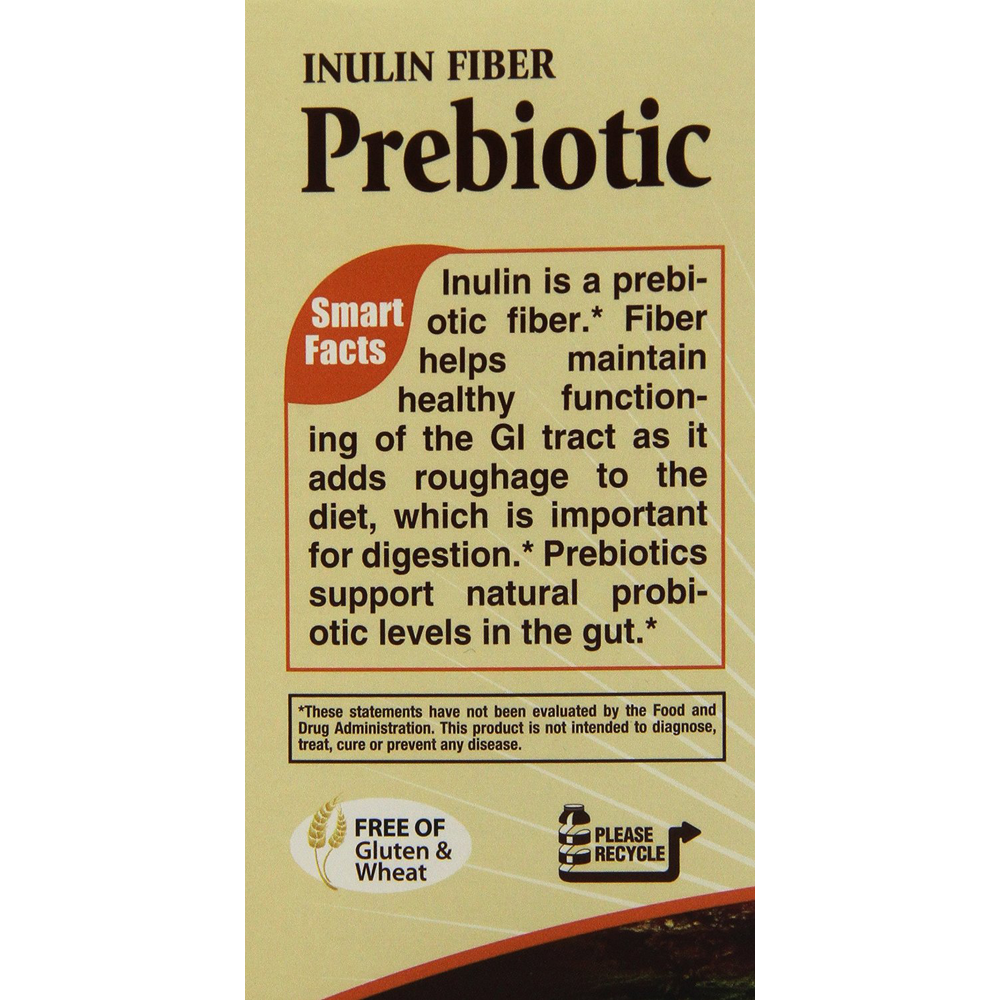 INULIN FIBER
Prebiotic
Smart
Facts
Inulin is a prebi-
otic fiber.* Fiber
helps maintain
healthy function-
ing of the GI tract as it
adds roughage to the
diet, which is important
for digestion.* Prebiotics
support natural probi-
otic levels in the gut.*
*These statements have not been evaluated by the Food and
Drug Administration. This product is not intended to diagnose,
treat, cure or prevent any disease.
FREE OF
Gluten &
Wheat
PLEASE
RECYCLE